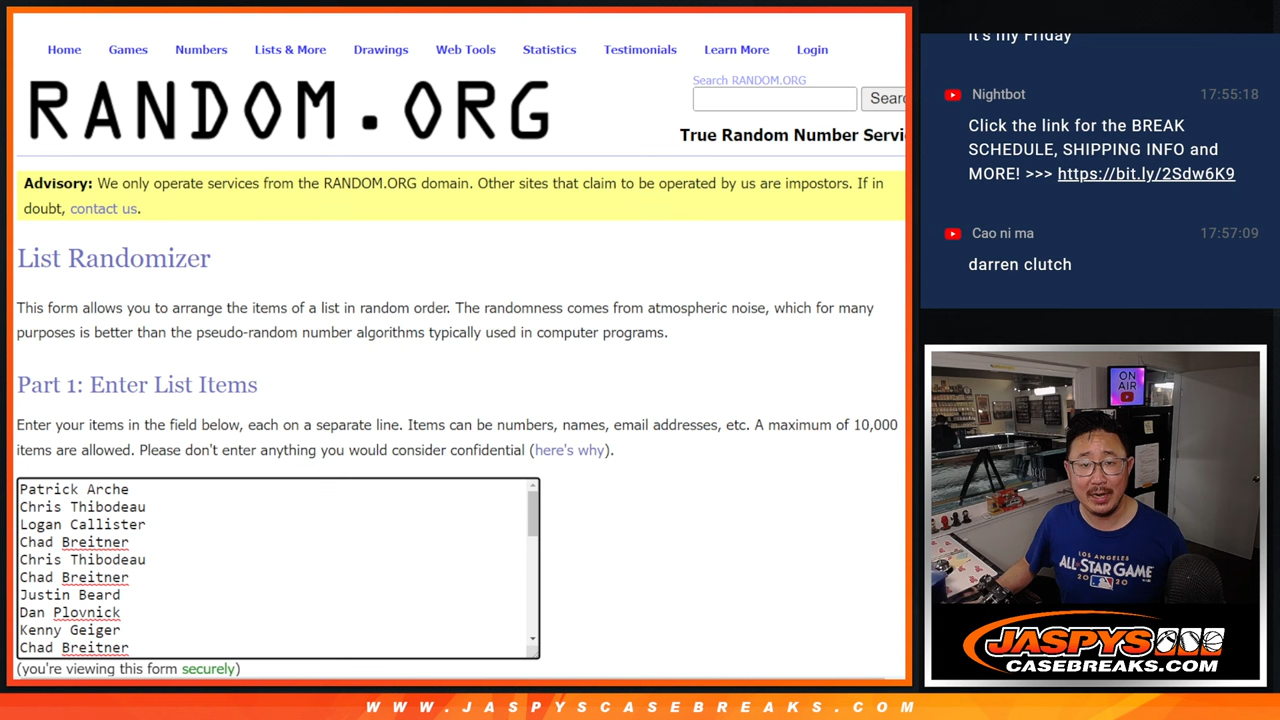 Home Games Numbers Lists & More Drawings Web Tools Statistics Testimonials Learn More Login
RANDOM.ORG
Search RANDOM.ORG
Searc
True Random Number Servi
Advisory: We only operate services from the RANDOM.ORG domain. Other sites that claim to be operated by us are impostors. If in
doubt, contact us.
List Randomizer
This form allows you to arrange the items of a list in random order. The randomness comes from atmospheric noise, which for many
purposes is better than the pseudo-random number algorithms typically used in computer programs.
Part 1: Enter List Items
Enter your items in the field below, each on a separate line. Items can be numbers, names, email addresses, etc. A maximum of 10,000
items are allowed. Please don't enter anything you would consider confidential (here's why).
Patrick Arche
Chris Thibodeau
Logan Callister
Chad Breitner
Chris Thibodeau
Chad Breitner
Justin Beard
Dan Plovnick
Kenny Geiger
Chad Breitner
(you're viewing this form securely)
it's my Friday
Nightbot 17:55:18
Click the link for the BREAK
SCHEDULE, SHIPPING INFO and
MORE! >>> https://bit.ly/2Sdw6K9
Cao ni ma 17:57:09
darren clutch
ON
AIR
LOS ANGELES
ALL STAR GAME
2020
JASPYS
CASEBREAKS.COM
WWW.JASPYSCASEBREAKS.COM